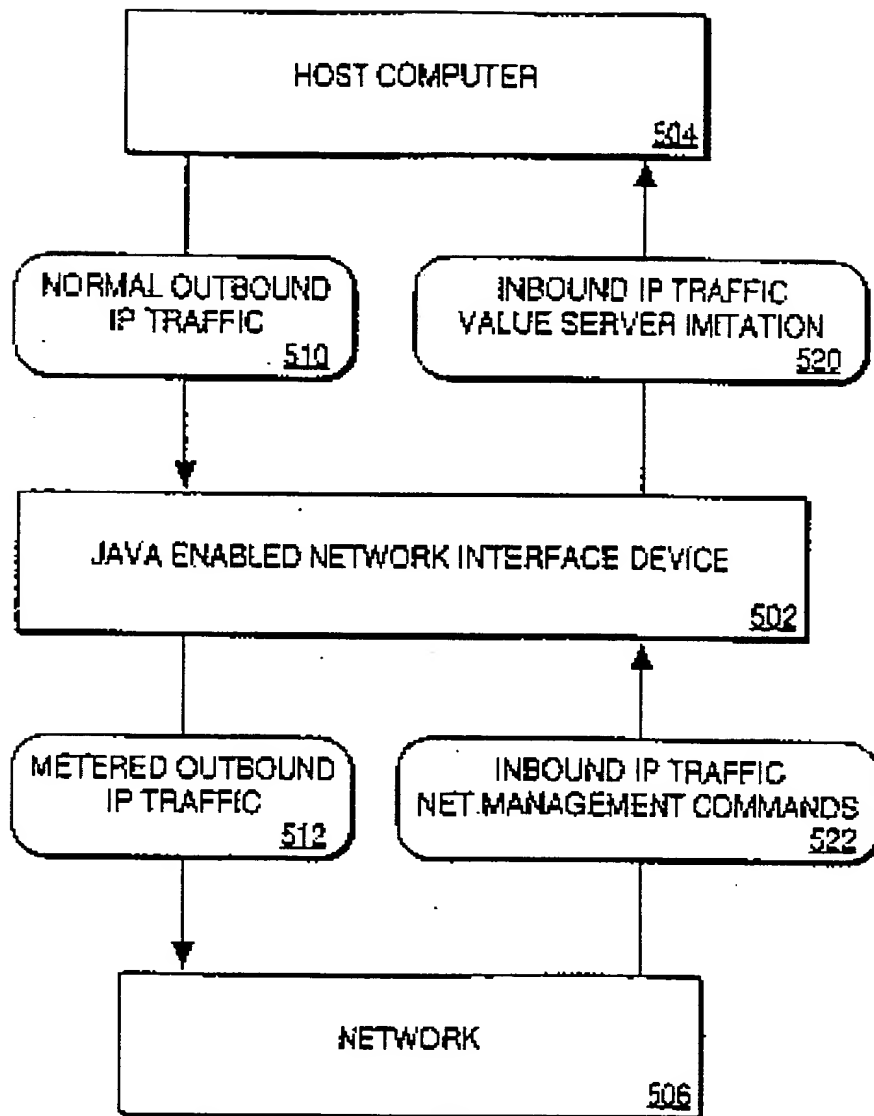 HOST COMPUTER
504
NORMAL OUTBOUND
IP TRAFFIC
510
INBOUND IP TRAFFIC
VALUE SERVER IMITATION
520
JAVA ENABLED NETWORK INTERFACE DEVICE
502
METERED OUTBOUND
IP TRAFFIC
512
INBOUND IP TRAFFIC
NET.MANAGEMENT COMMANDS
522
NETWORK
506